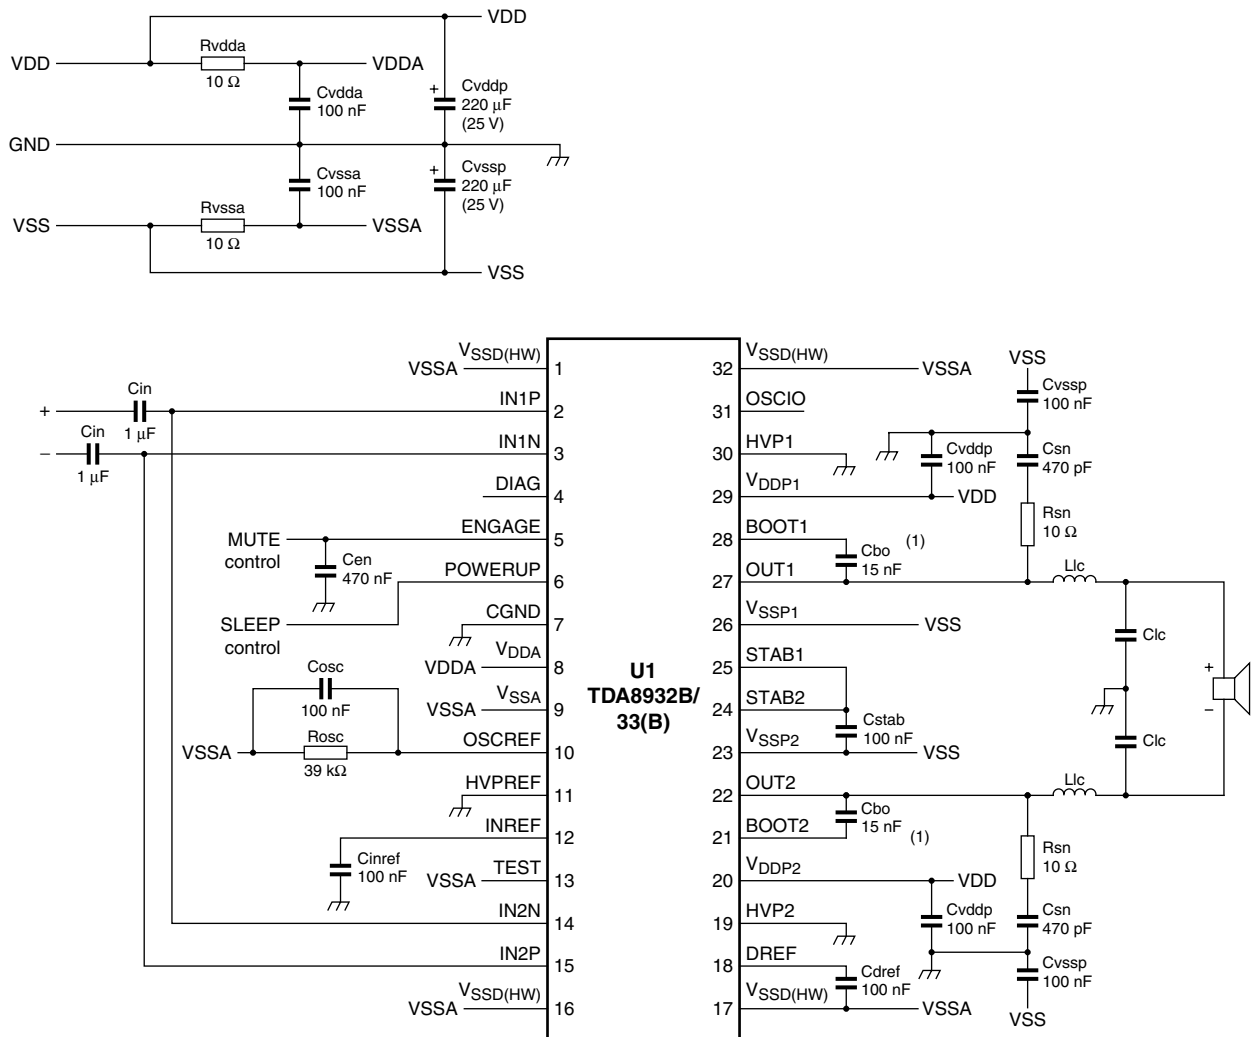 VDD
Rvdda
VDD
VDDA
10 Ω
Cvdda
100 nF
+
Cvddp
220 μF
(25 V)
GND
Cvssa
100 nF
+
Cvssp
220 μF
(25 V)
Rvssa
VSS
VSSA
10 Ω
VSS
VSSA
VSSD(HW)
1
Cin
+
1 μF
IN1P
2
Cin
−
1 μF
IN1N
3
DIAG
4
MUTE
control
ENGAGE
5
Cen
470 nF
POWERUP
6
SLEEP
control
CGND
7
VDDA
VDDA
8
Cosc
100 nF
VSSA
VSSA
9
VSSA
Rosc
39 kΩ
OSCREF
10
HVPREF
11
INREF
12
Cinref
100 nF
VSSA
TEST
13
IN2N
14
IN2P
15
VSSA
VSSD(HW)
16
U1
TDA8932B/
33(B)
32
VSSD(HW)
VSSA
31
OSCIO
30
HVP1
29
VDDP1
VDD
28
BOOT1
27
OUT1
26
VSSP1
VSS
25
STAB1
24
STAB2
23
VSSP2
VSS
22
OUT2
21
BOOT2
20
VDDP2
VDD
19
HVP2
18
DREF
17
VSSD(HW)
VSSA
VSS
Cvssp
100 nF
Cvddp
100 nF
Csn
470 pF
Rsn
10 Ω
Cbo
15 nF
(1)
Llc
Clc
+
−
Cstab
100 nF
Clc
Llc
Cbo
15 nF
(1)
Rsn
10 Ω
Cvddp
100 nF
Csn
470 pF
Cdref
100 nF
Cvssp
100 nF
VSS